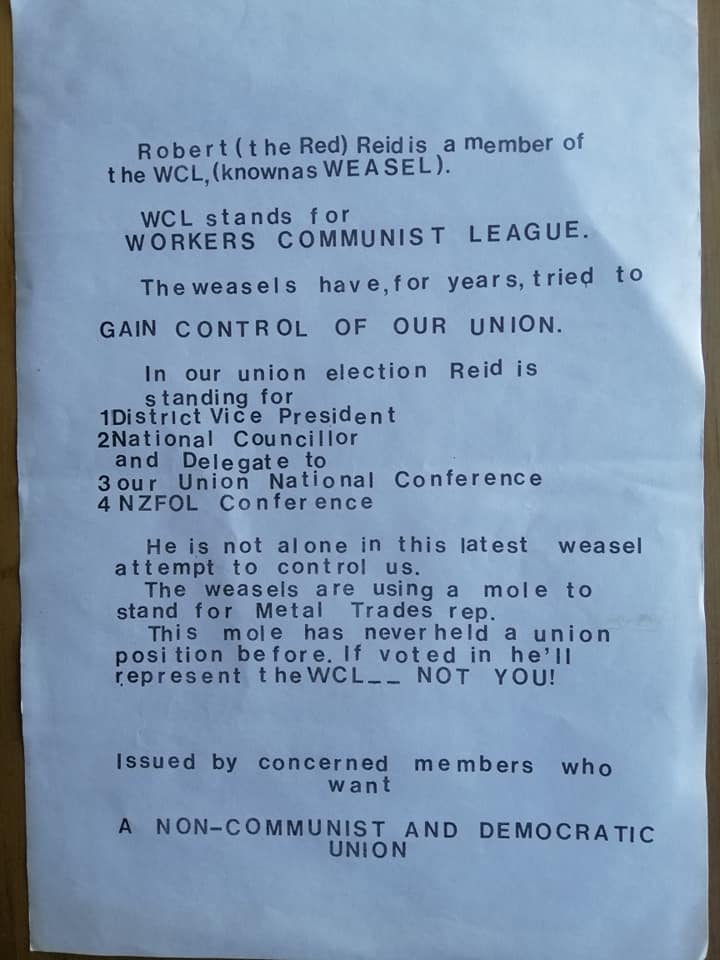 Robert (the Red) Reid is a member of
the WCL, (knownas WEASEL).
WCL stands for
WORKERS COMMUNIST LEAGUE.
The weasels have, for years, tried to
GAIN CONTROL OF OUR UNION.
In our union election Reid is
standing for
1District Vice President
2National Councillor
and Delegate to
3 our Union National Conference
4 NZFOL Conference
He is not alone in this latest weasel
attempt to control us.
The weasels are using a mole to
stand for Metal Trades rep.
This mole has never held a union
position before. If voted in he'll
represent the WCL__ NOT YOU!
Issued by concerned members who
want
A NON-COMMUNIST AND DEMOCRATIC
UNION